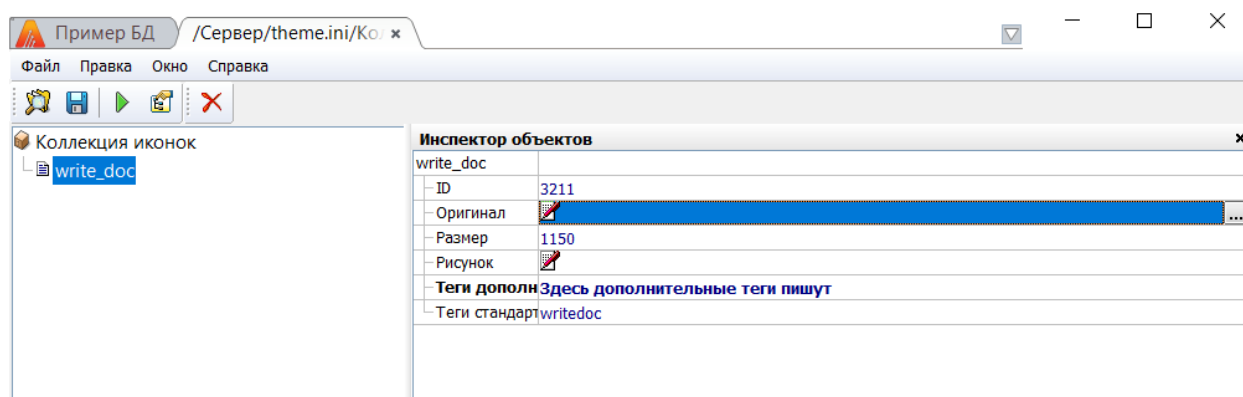 Пример БД /Сервер/theme.ini/Кол
Файл Правка Окно Справка
Коллекция иконок
write_doc
Инспектор объектов
write_doc
ID 3211
Оригинал ...
Размер 1150
Рисунок
Теги дополн Здесь дополнительные теги пишут
Теги стандарт writedoc